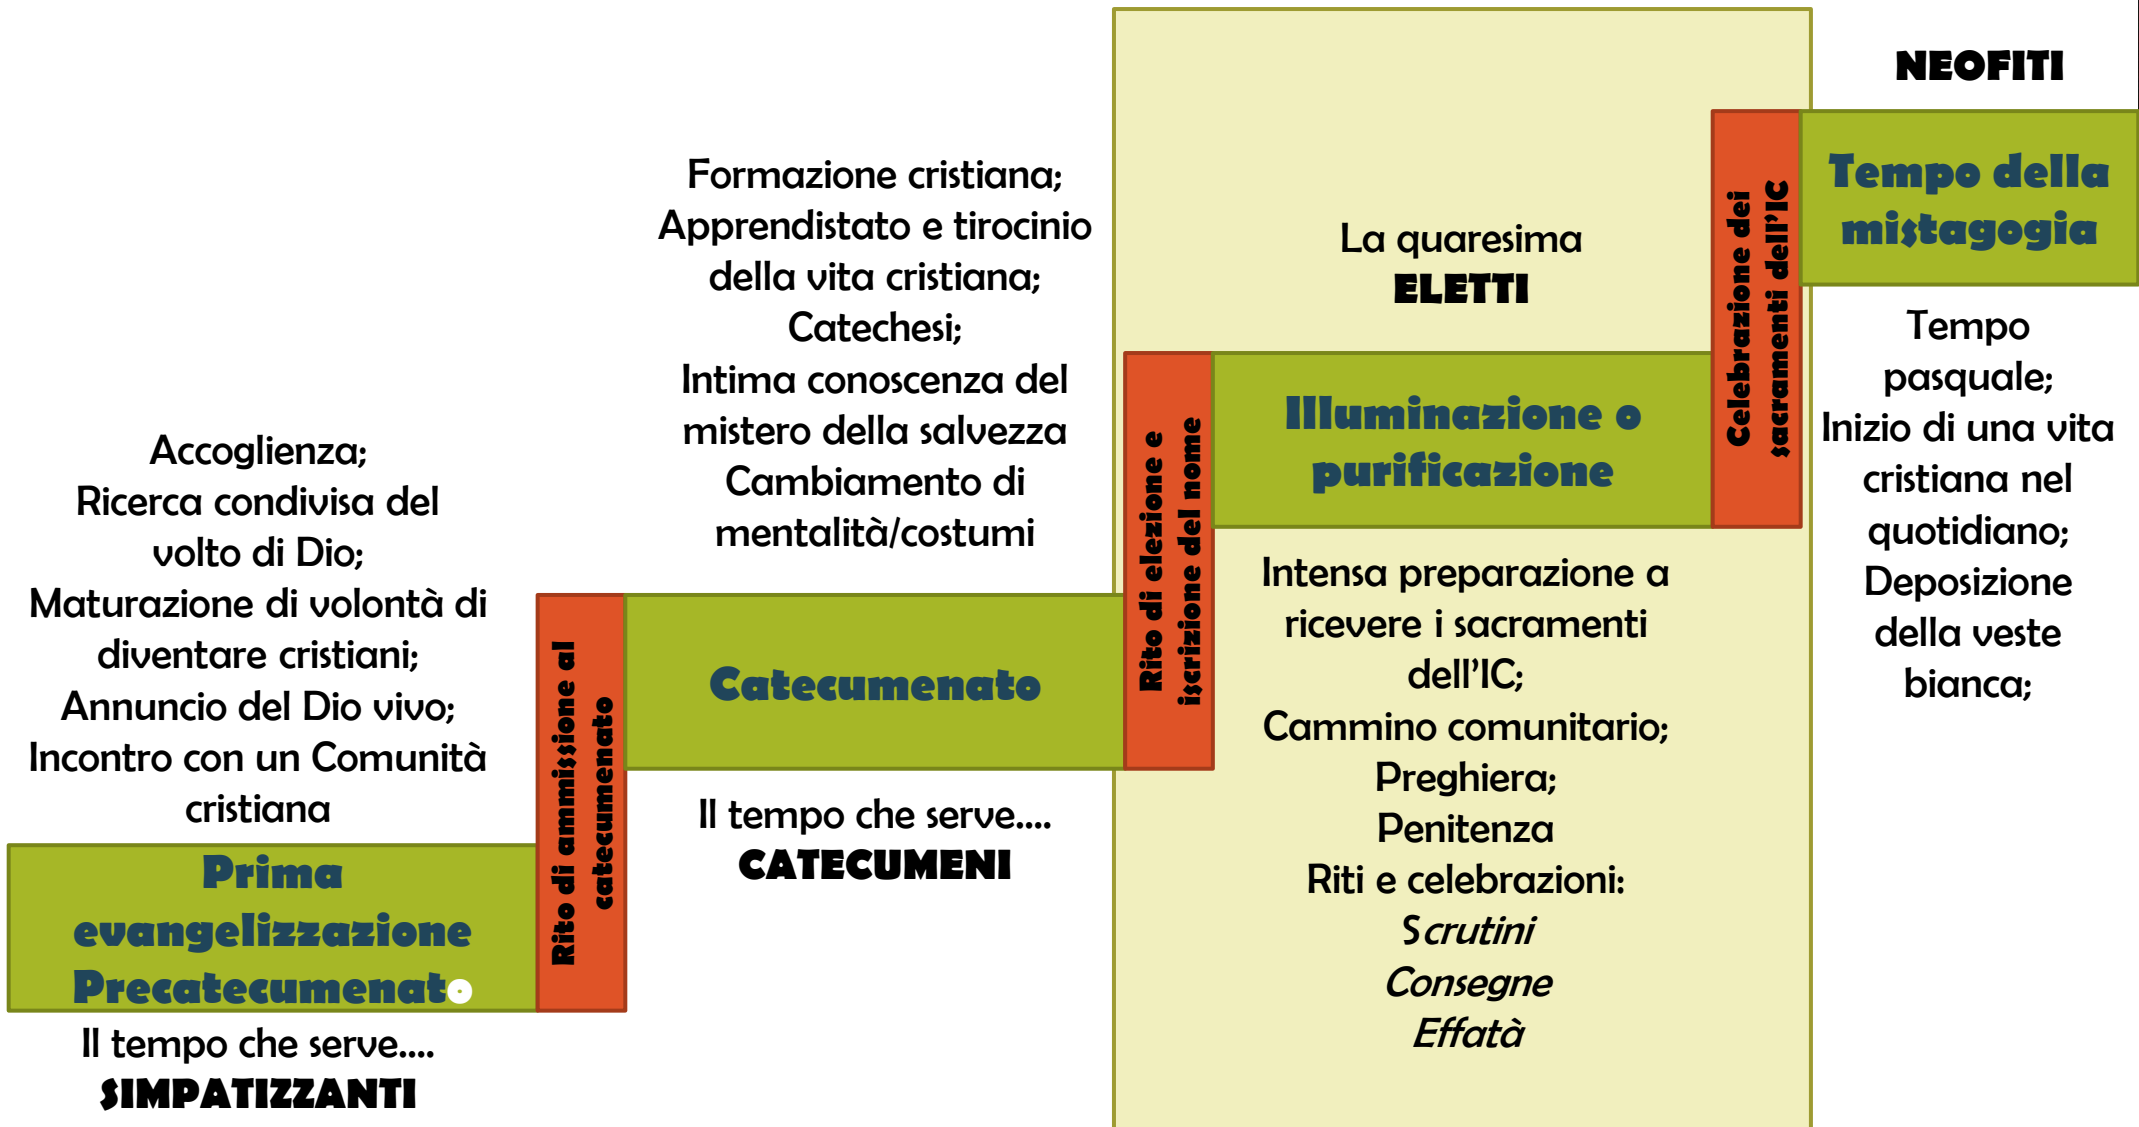 Accoglienza;
Ricerca condivisa del
volto di Dio;
Maturazione di volontà di
diventare cristiani;
Annuncio del Dio vivo;
Incontro con un Comunità
cristiana
Prima
evangelizzazione
Precatecumenato
Il tempo che serve....
SIMPATIZZANTI
Rito di ammissione al
catecumenato
Formazione cristiana;
Apprendistato e tirocinio
della vita cristiana;
Catechesi;
Intima conoscenza del
mistero della salvezza
Cambiamento di
mentalità/costumi
Catecumenato
Il tempo che serve....
CATECUMENI
Rito di elezione e
iscrizione del nome
La quaresima
ELETTI
Illuminazione o
purificazione
Intensa preparazione a
ricevere i sacramenti
dell'IC;
Cammino comunitario;
Preghiera;
Penitenza
Riti e celebrazioni:
Scrutini
Consegne
Effatà
Celebrazione dei
sacramenti dell'IC
NEOFITI
Tempo della
mistagogia
Tempo
pasquale;
Inizio di una vita
cristiana nel
quotidiano;
Deposizione
della veste
bianca;